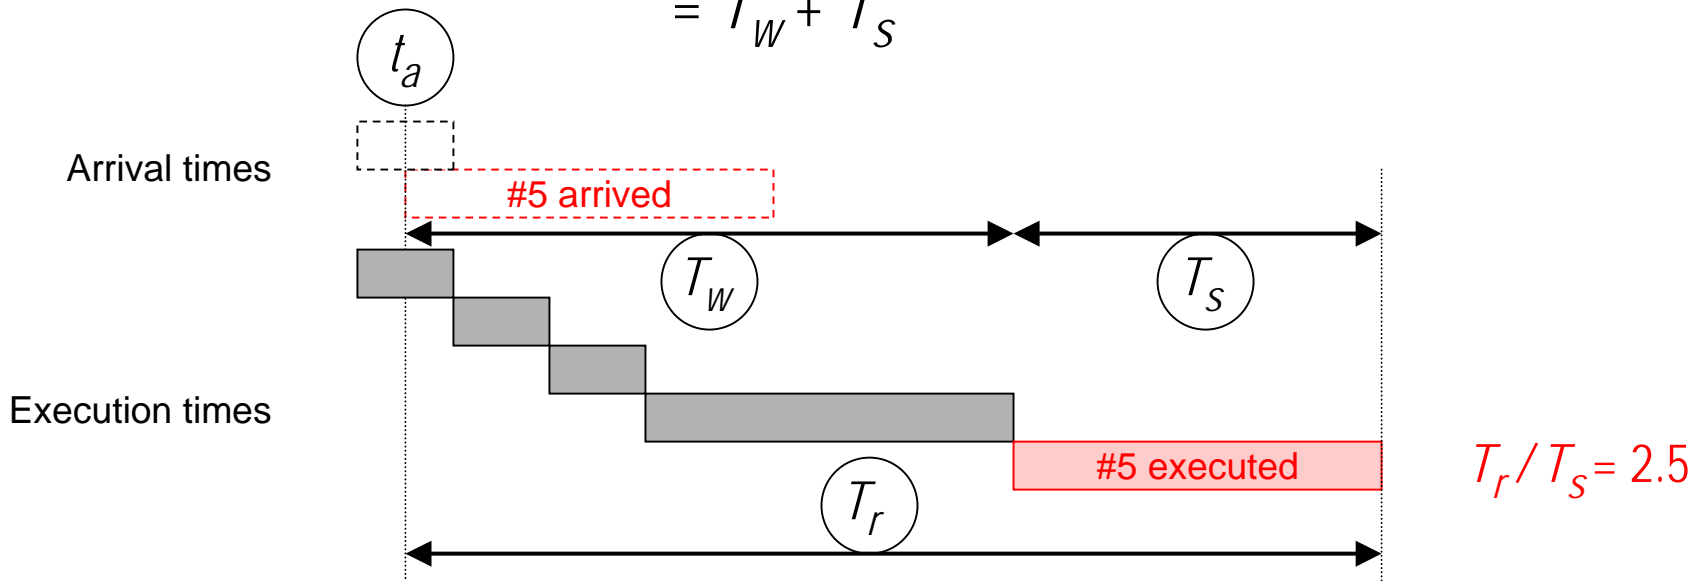 = T_W + T_S
t_a
Arrival times
#5 arrived
T_W
T_S
Execution times
#5 executed
T_r / T_S = 2.5
T_r